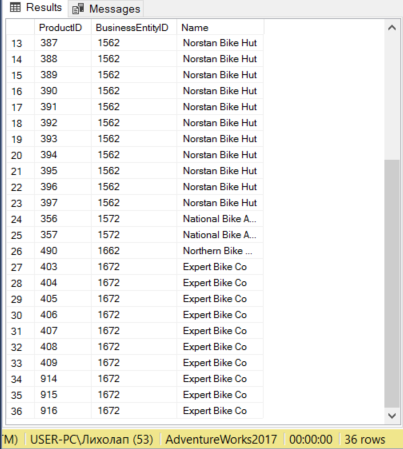 Results Messages
ProductID BusinessEntityID Name
13 387 1562 Norstan Bike Hut
14 388 1562 Norstan Bike Hut
15 389 1562 Norstan Bike Hut
16 390 1562 Norstan Bike Hut
17 391 1562 Norstan Bike Hut
18 392 1562 Norstan Bike Hut
19 393 1562 Norstan Bike Hut
20 394 1562 Norstan Bike Hut
21 395 1562 Norstan Bike Hut
22 396 1562 Norstan Bike Hut
23 397 1562 Norstan Bike Hut
24 356 1572 National Bike A...
25 357 1572 National Bike A...
26 490 1662 Northern Bike ...
27 403 1672 Expert Bike Co
28 404 1672 Expert Bike Co
29 405 1672 Expert Bike Co
30 406 1672 Expert Bike Co
31 407 1672 Expert Bike Co
32 408 1672 Expert Bike Co
33 409 1672 Expert Bike Co
34 914 1672 Expert Bike Co
35 915 1672 Expert Bike Co
36 916 1672 Expert Bike Co
TM) USER-PC\Лихолап (53) AdventureWorks2017 00:00:00 36 rows